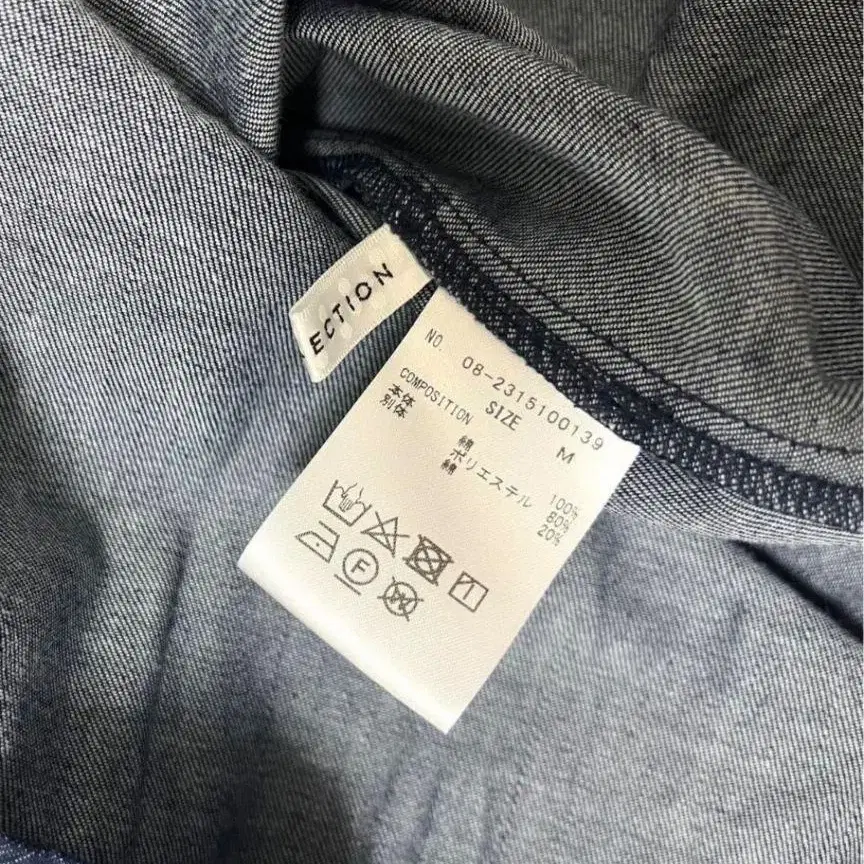 ECTION
NO. 08-2315100139
SIZE M
COMPOSITION
本体 綿 100%
別体 ポリエステル 80%
綿 20%
F
W